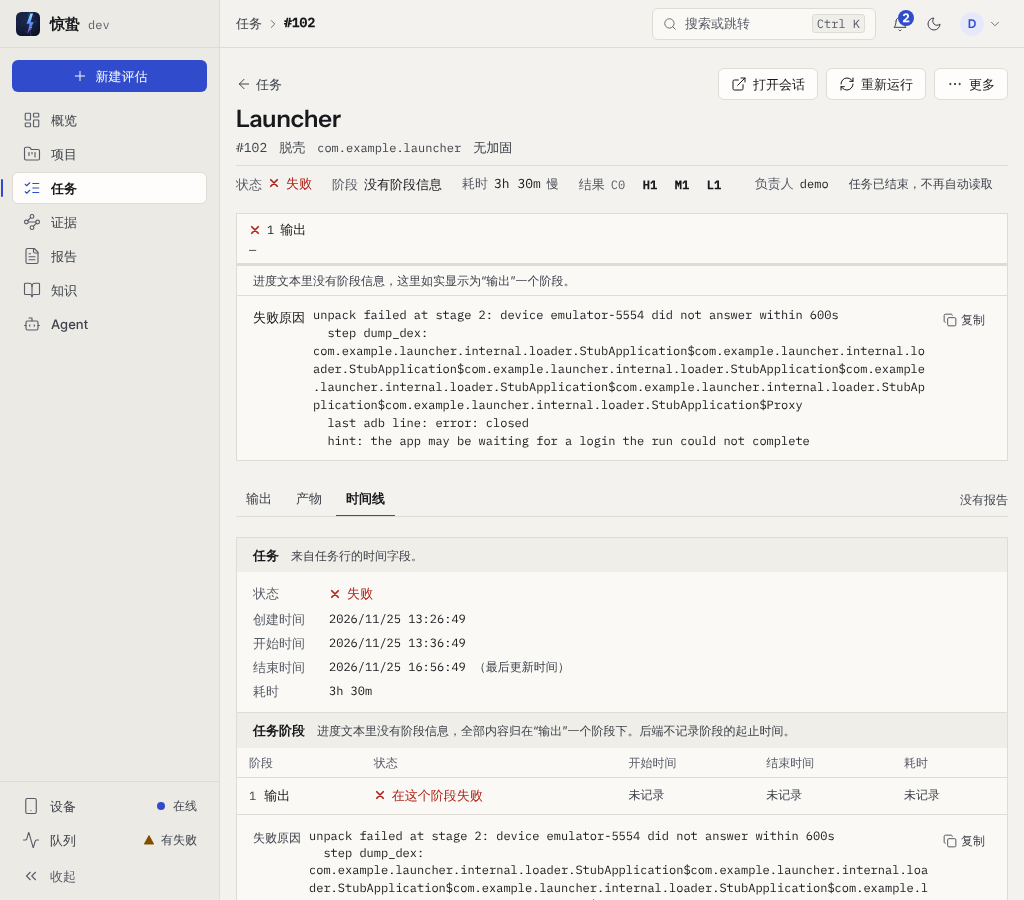 惊蛰 dev
任务 > #102
搜索或跳转 Ctrl K
2
D
新建评估
概览
项目
任务
证据
报告
知识
Agent
设备 在线
队列 有失败
收起
← 任务
打开会话
重新运行
更多
Launcher
#102 脱壳 com.example.launcher 无加固
状态 失败 阶段 没有阶段信息 耗时 3h 30m 慢 结果 C0 H1 M1 L1 负责人 demo 任务已结束，不再自动读取
1 输出
—
进度文本里没有阶段信息，这里如实显示为“输出”一个阶段。
失败原因 unpack failed at stage 2: device emulator-5554 did not answer within 600s
复制
step dump_dex:
com.example.launcher.internal.loader.StubApplication$com.example.launcher.internal.lo
ader.StubApplication$com.example.launcher.internal.loader.StubApplication$com.example
.launcher.internal.loader.StubApplication$com.example.launcher.internal.loader.StubAp
plication$com.example.launcher.internal.loader.StubApplication$Proxy
last adb line: error: closed
hint: the app may be waiting for a login the run could not complete
输出 产物 时间线 没有报告
任务 来自任务行的时间字段。
状态 失败
创建时间 2026/11/25 13:26:49
开始时间 2026/11/25 13:36:49
结束时间 2026/11/25 16:56:49 （最后更新时间）
耗时 3h 30m
任务阶段 进度文本里没有阶段信息，全部内容归在“输出”一个阶段下。后端不记录阶段的起止时间。
阶段 状态 开始时间 结束时间 耗时
1 输出 在这个阶段失败 未记录 未记录 未记录
失败原因 unpack failed at stage 2: device emulator-5554 did not answer within 600s
复制
step dump_dex:
com.example.launcher.internal.loader.StubApplication$com.example.launcher.internal.loa
der.StubApplication$com.example.launcher.internal.loader.StubApplication$com.example.l